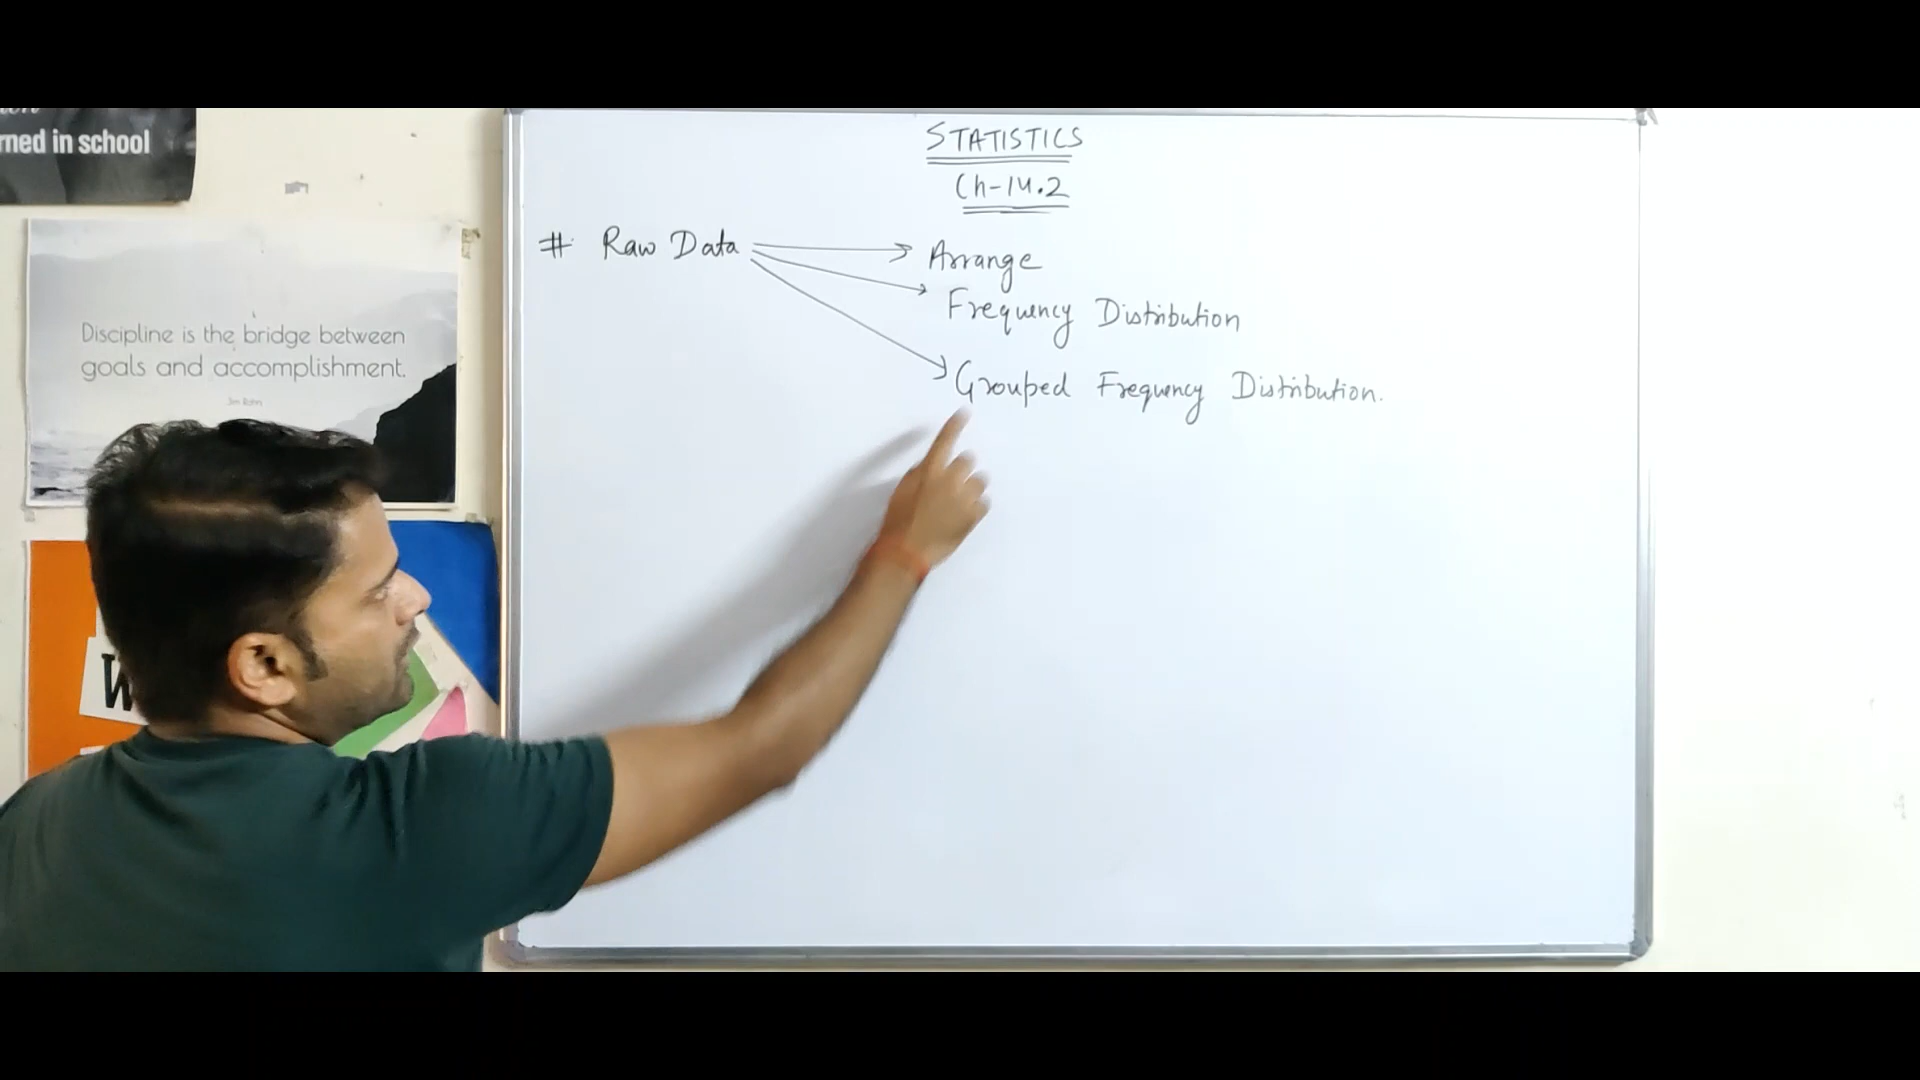 rned in school
Discipline is the bridge between
goals and accomplishment.
W
STATISTICS
Ch-14.2
# Raw Data
Arrange
Frequency Distribution
Grouped Frequency Distribution.